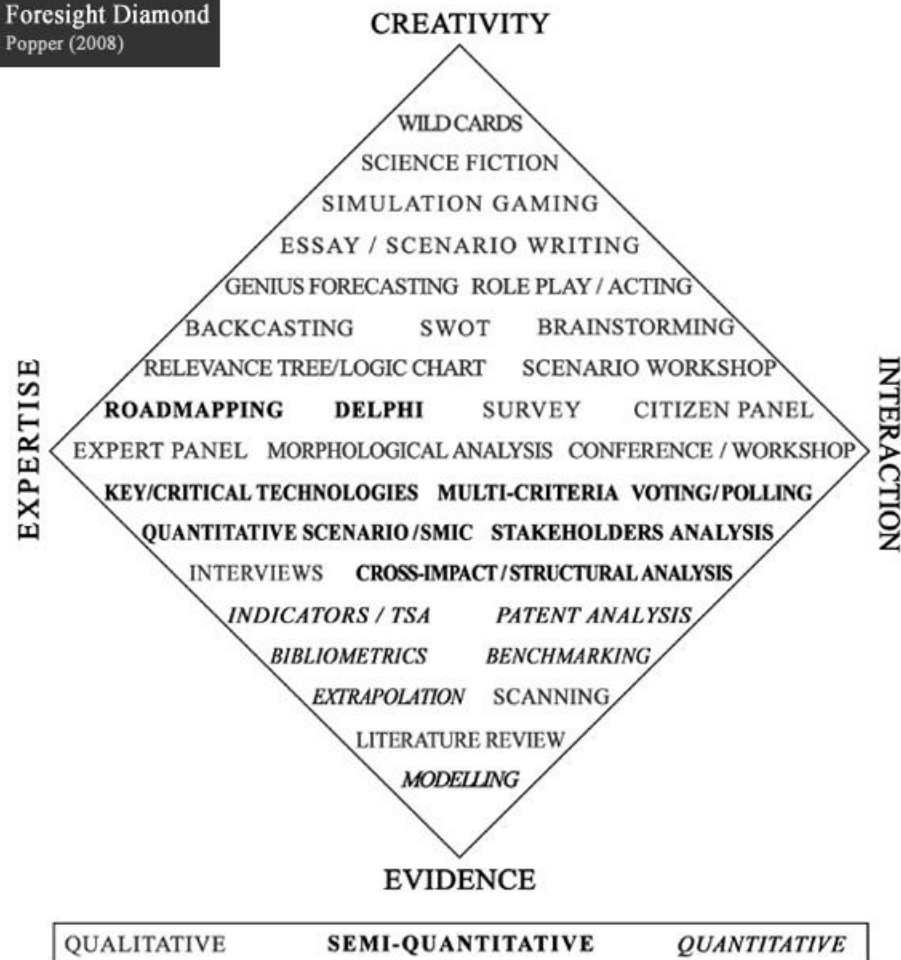 Foresight Diamond
Popper (2008)
CREATIVITY
WILD CARDS
SCIENCE FICTION
SIMULATION GAMING
ESSAY / SCENARIO WRITING
GENIUS FORECASTING ROLE PLAY / ACTING
BACKCASTING SWOT BRAINSTORMING
RELEVANCE TREE/LOGIC CHART SCENARIO WORKSHOP
ROADMAPPING DELPHI SURVEY CITIZEN PANEL
EXPERTISE
EXPERT PANEL MORPHOLOGICAL ANALYSIS CONFERENCE / WORKSHOP
INTERACTION
KEY/CRITICAL TECHNOLOGIES MULTI-CRITERIA VOTING/POLLING
QUANTITATIVE SCENARIO/SMIC STAKEHOLDERS ANALYSIS
INTERVIEWS CROSS-IMPACT/STRUCTURAL ANALYSIS
INDICATORS / TSA PATENT ANALYSIS
BIBLIOMETRICS BENCHMARKING
EXTRAPOLATION SCANNING
LITERATURE REVIEW
MODELLING
EVIDENCE
QUALITATIVE SEMI-QUANTITATIVE QUANTITATIVE